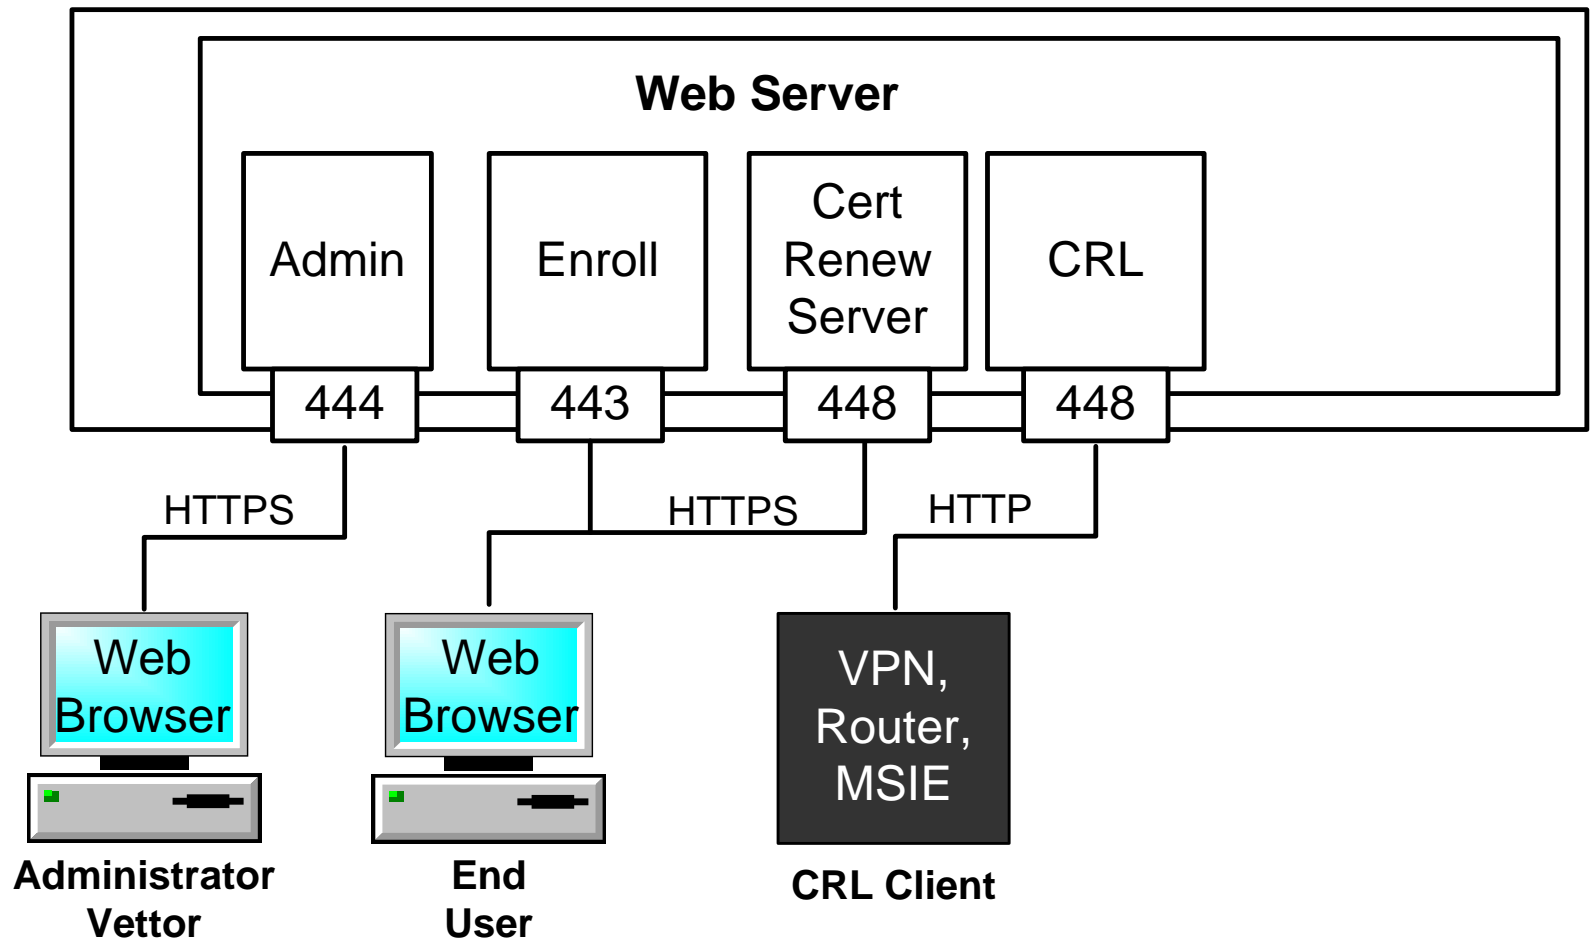 Web Server
Admin
Enroll
Cert
Renew
Server
CRL
444
443
448
448
HTTPS
HTTPS
HTTP
Web
Browser
Web
Browser
VPN,
Router,
MSIE
Administrator
Vettor
End
User
CRL Client